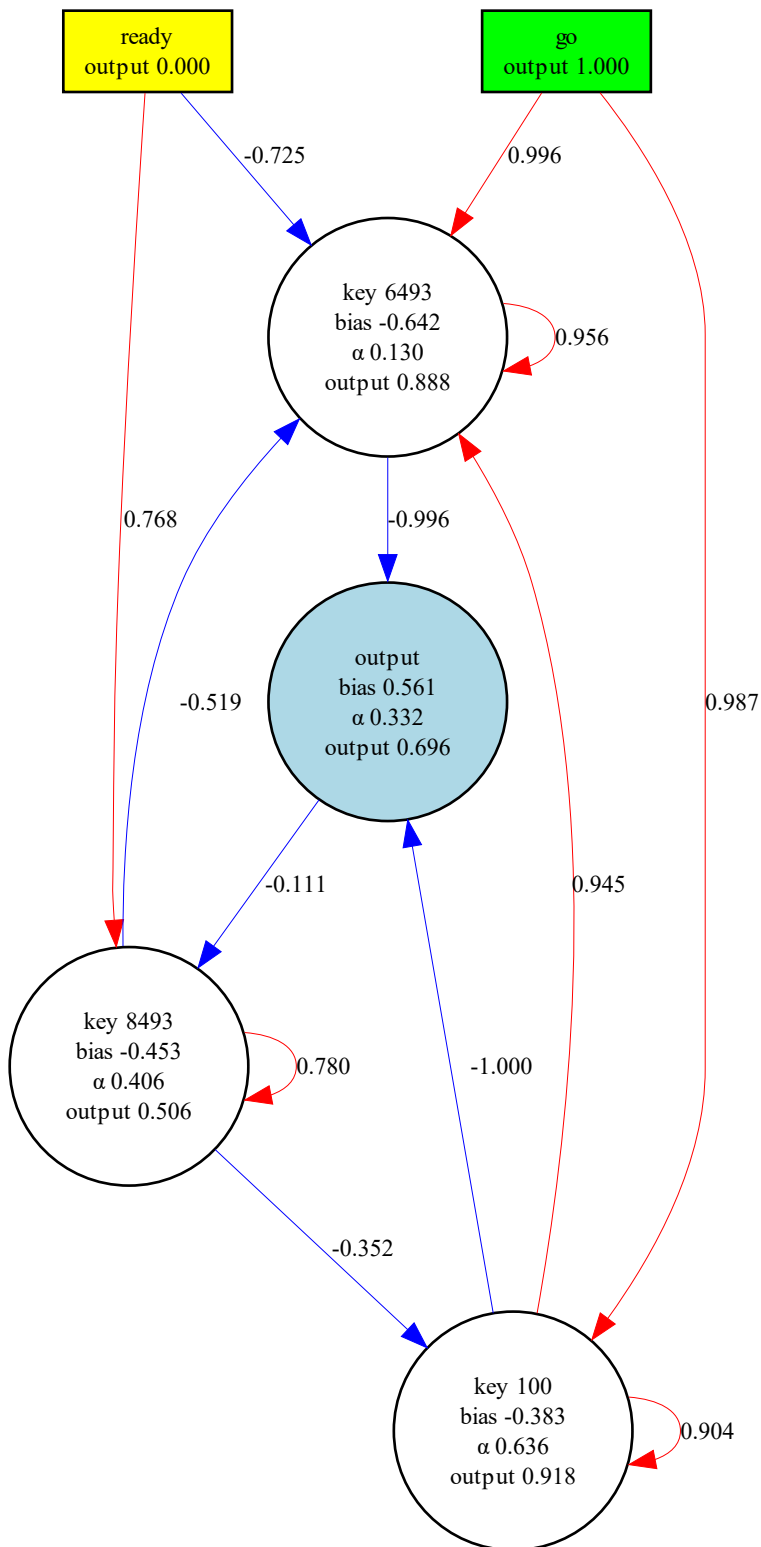 ready
output 0.000
go
output 1.000
-0.725
0.996
key 6493
bias -0.642
α 0.130
output 0.888
0.956
0.768
-0.996
-0.519
output
bias 0.561
α 0.332
output 0.696
0.987
-0.111
0.945
key 8493
bias -0.453
α 0.406
output 0.506
0.780
-1.000
-0.352
key 100
bias -0.383
α 0.636
output 0.918
0.904